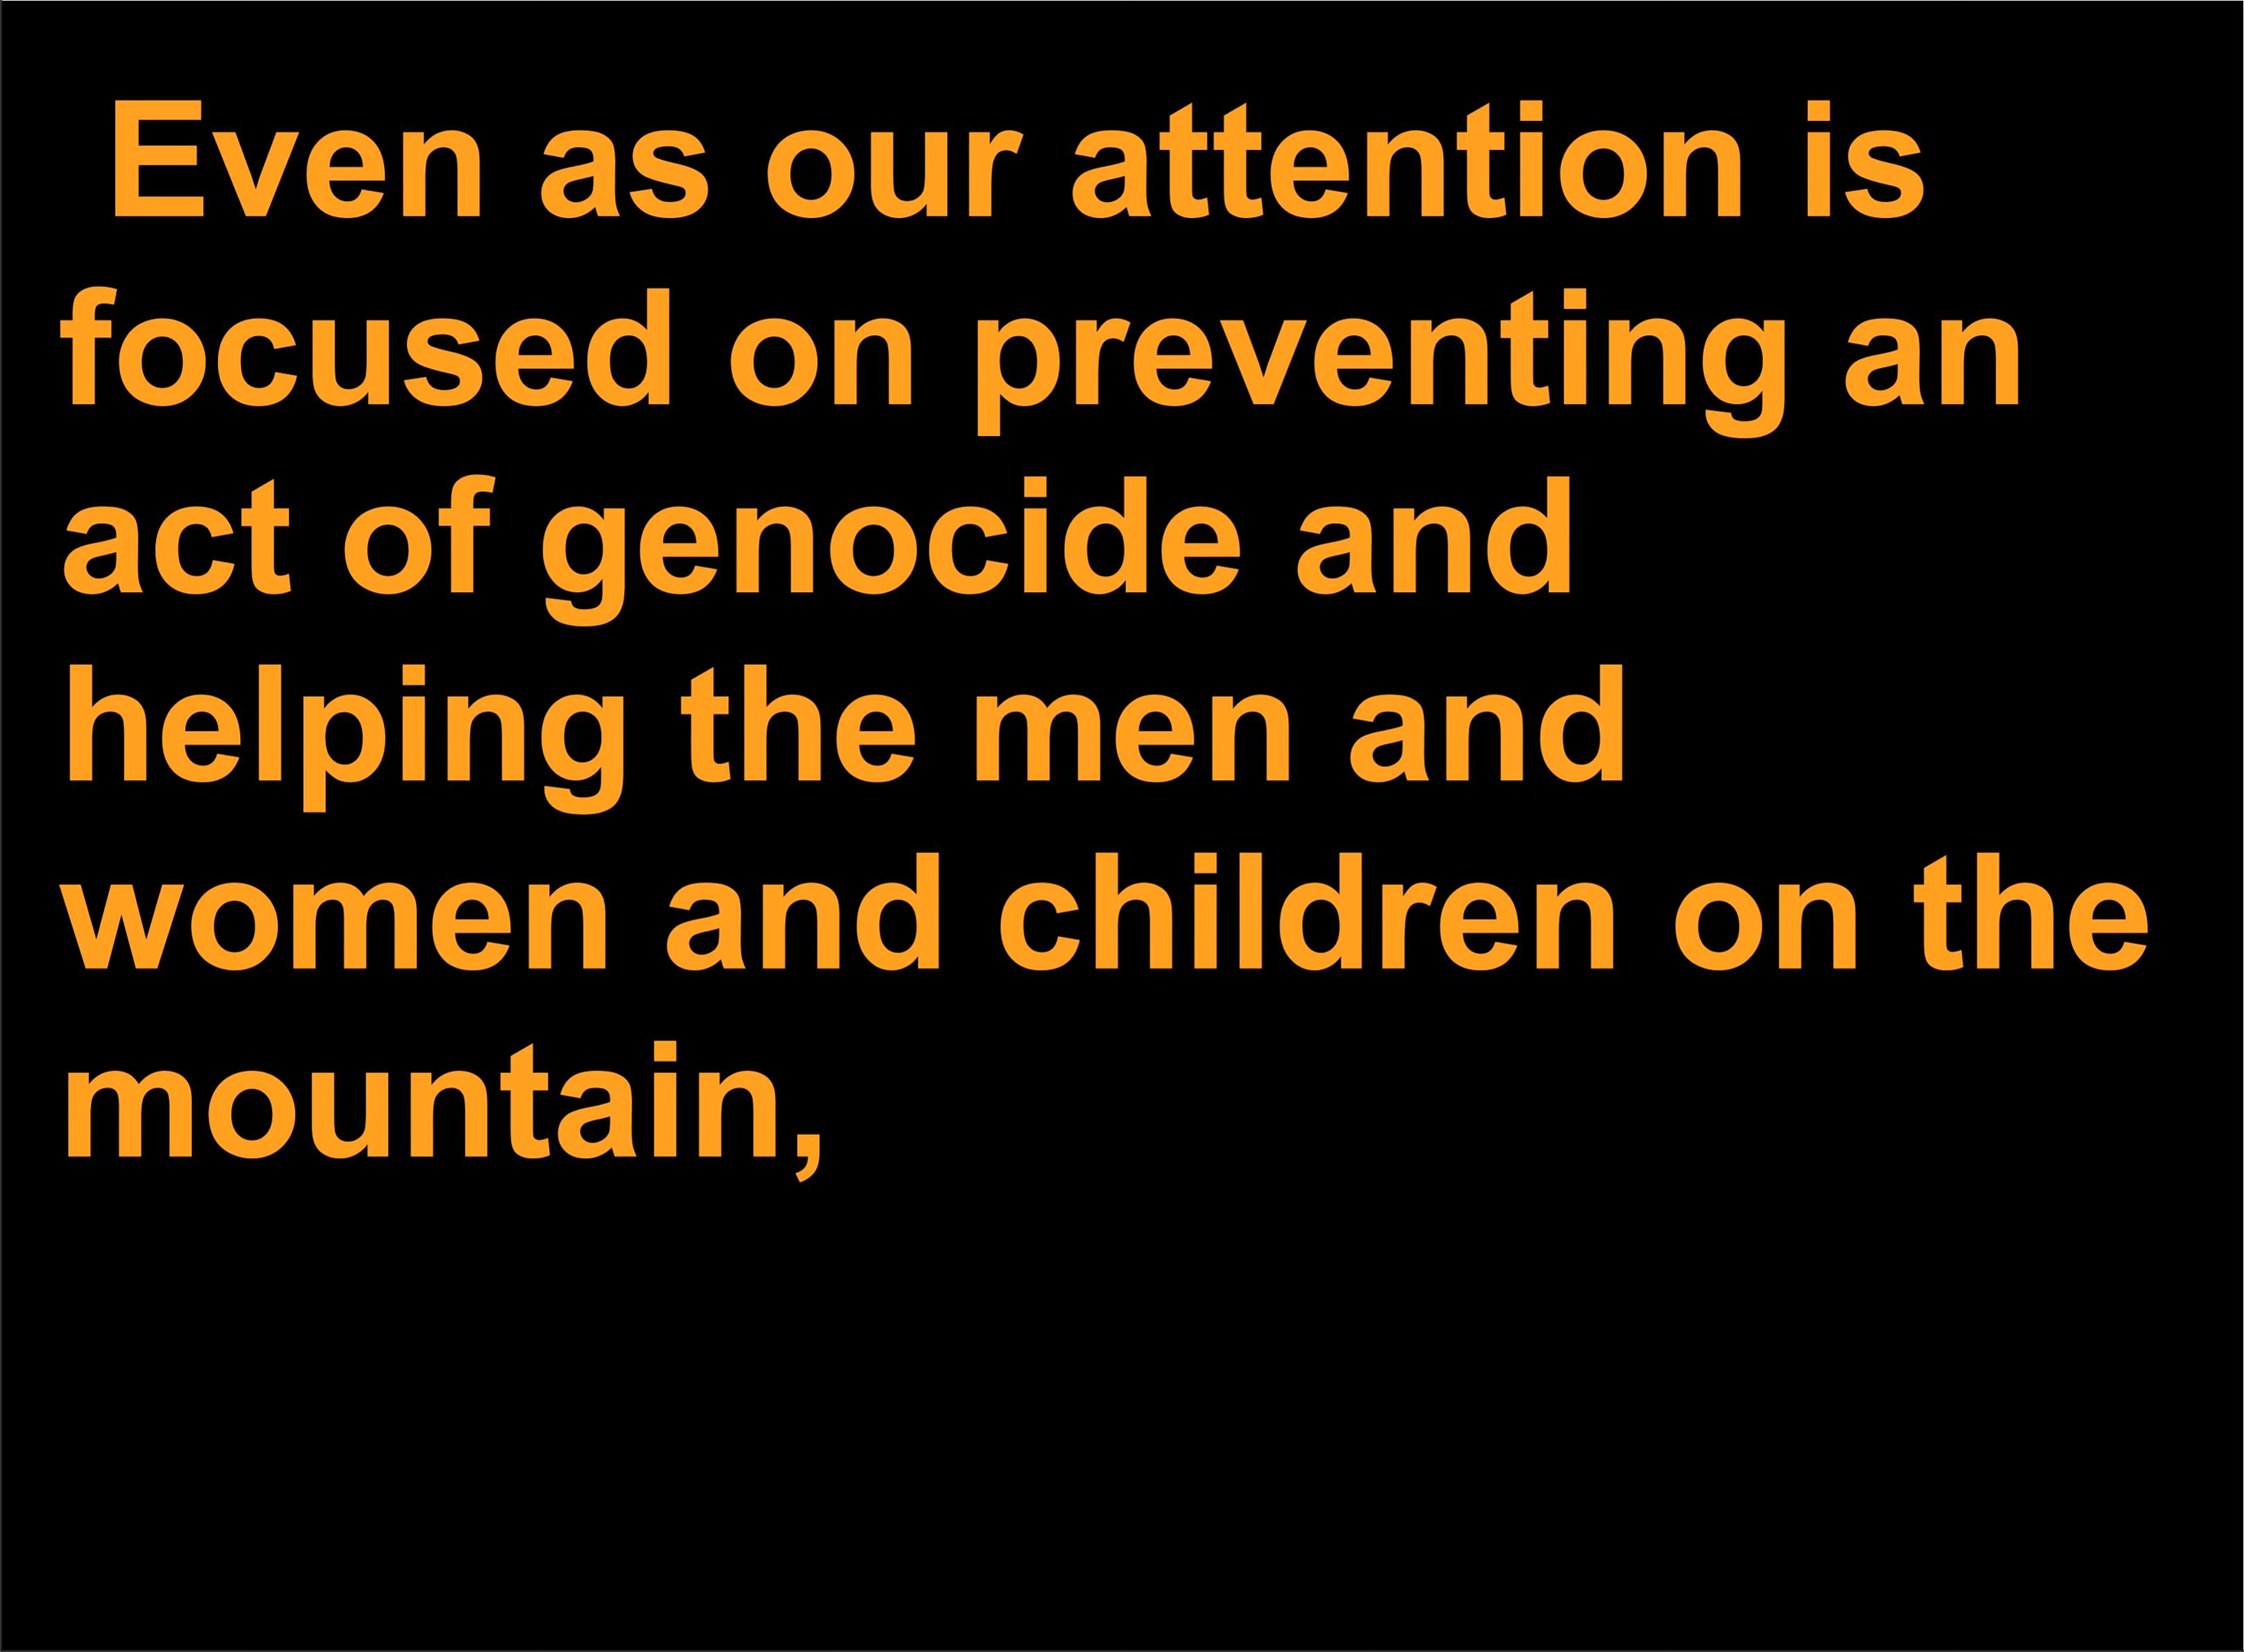 Even as our attention is
focused on preventing an
act of genocide and
helping the men and
women and children on the
mountain,